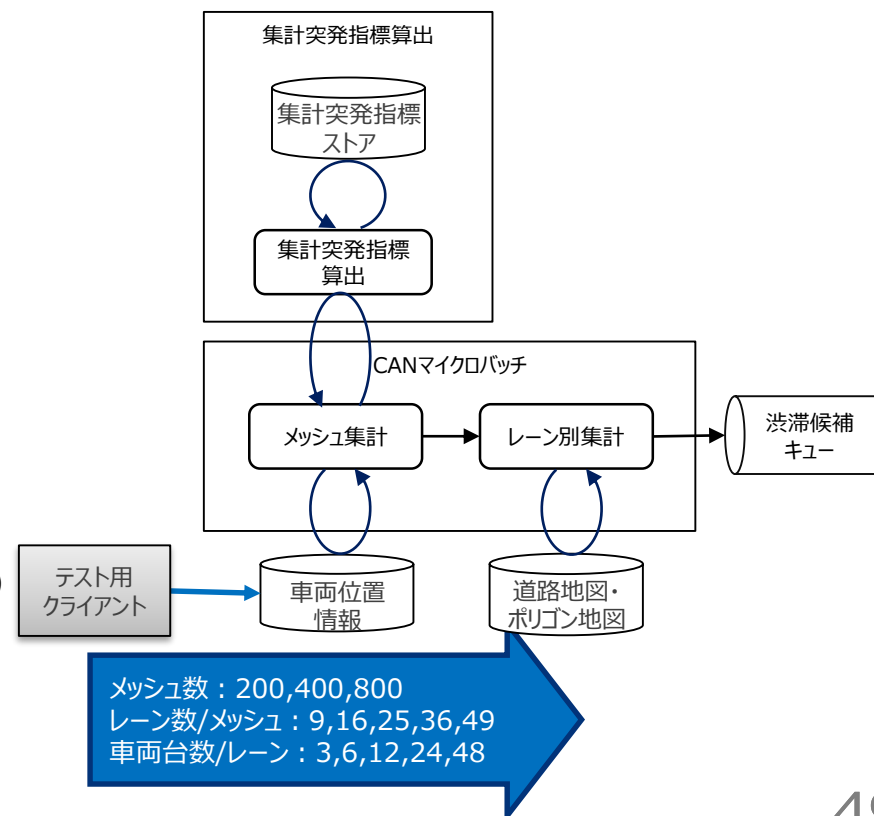 集計突発指標算出
集計突発指標
ストア
集計突発指標
算出
CANマイクロバッチ
メッシュ集計
レーン別集計
渋滞候補
キュー
テスト用
クライアント
車両位置
情報
道路地図・
ポリゴン地図
メッシュ数：200,400,800
レーン数/メッシュ：9,16,25,36,49
車両台数/レーン：3,6,12,24,48